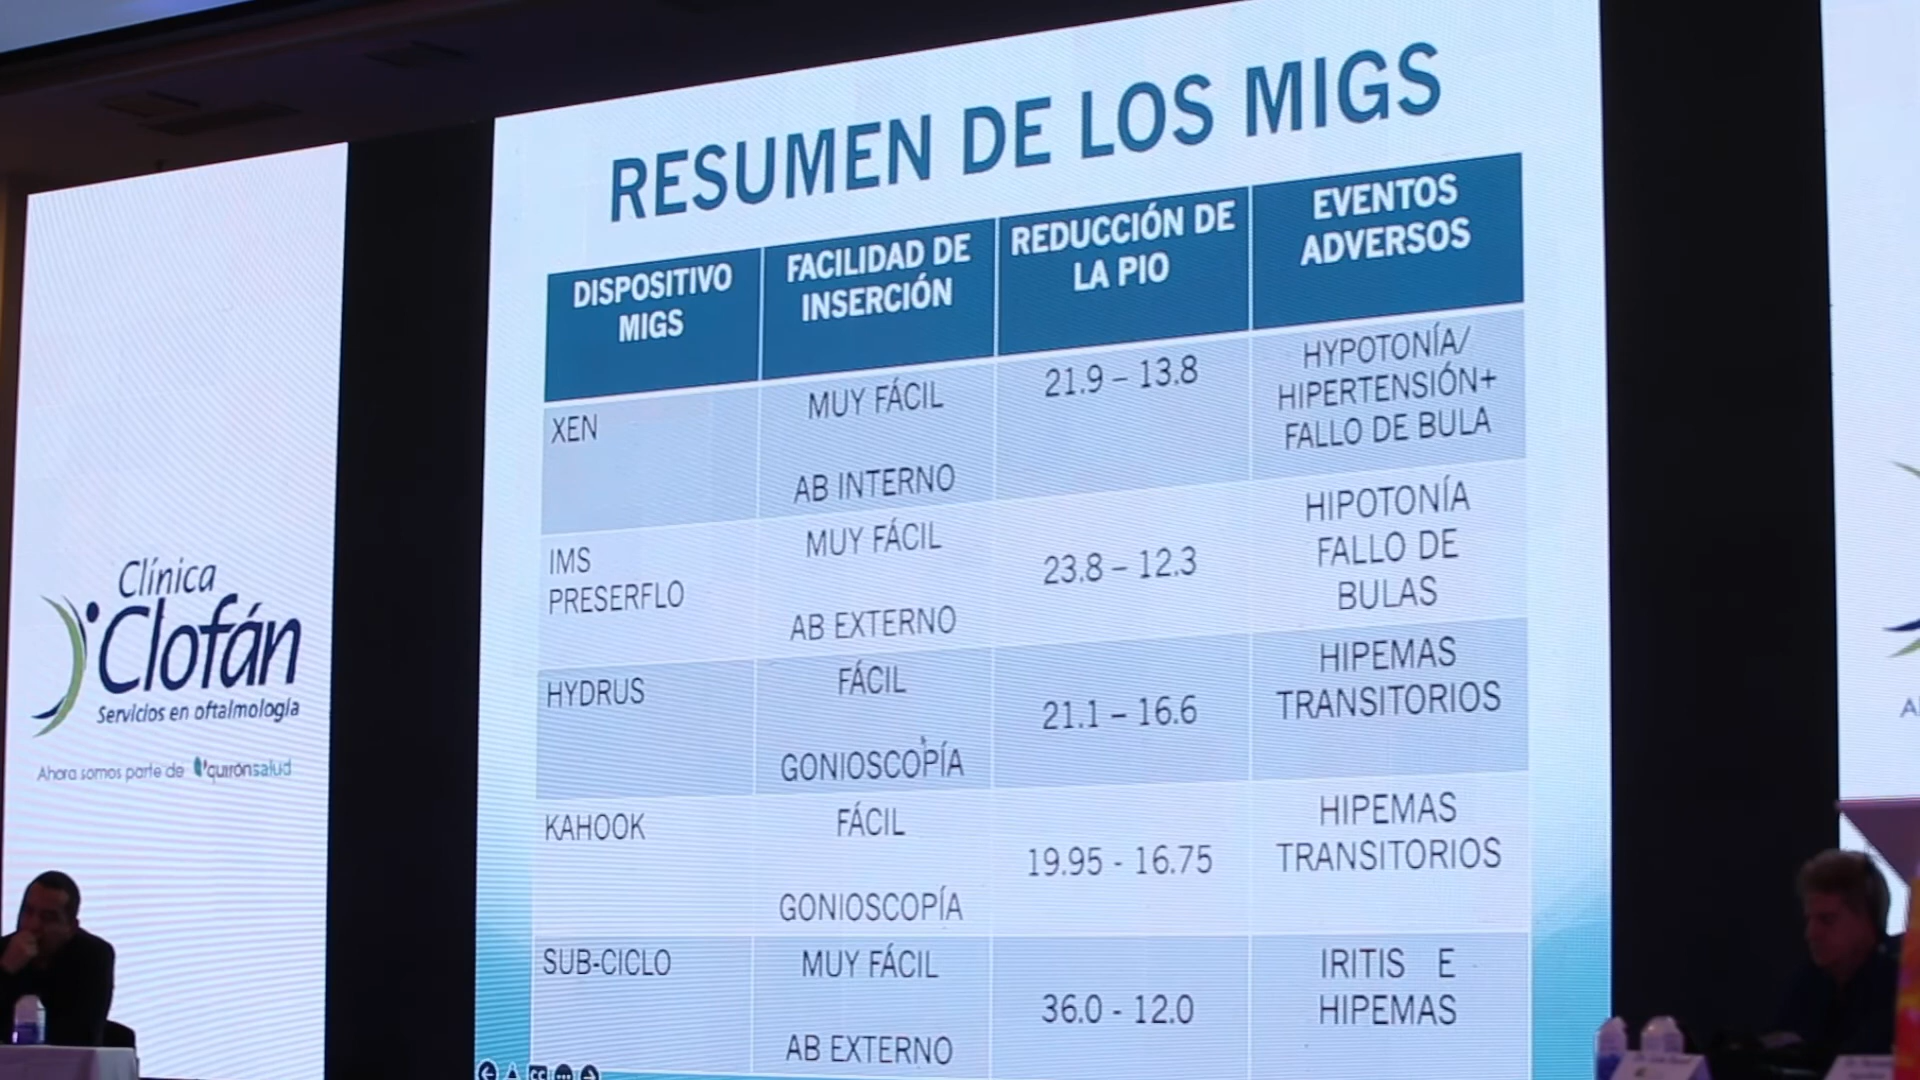 RESUMEN DE LOS MIGS
DISPOSITIVO
MIGS
FACILIDAD DE
INSERCIÓN
REDUCCIÓN DE
LA PIO
EVENTOS
ADVERSOS
XEN
MUY FÁCIL
AB INTERNO
21.9 – 13.8
HYPOTONÍA/
HIPERTENSIÓN+
FALLO DE BULA
IMS
PRESERFLO
MUY FÁCIL
AB EXTERNO
23.8 – 12.3
HIPOTONÍA
FALLO DE
BULAS
HYDRUS
FÁCIL
GONIOSCOPÍA
21.1 – 16.6
HIPEMAS
TRANSITORIOS
KAHOOK
FÁCIL
GONIOSCOPÍA
19.95 - 16.75
HIPEMAS
TRANSITORIOS
SUB-CICLO
MUY FÁCIL
AB EXTERNO
36.0 - 12.0
IRITIS E
HIPEMAS
CC
Clínica
Clofán
Servicios en oftalmología
Ahora somos parte de quirónsalud